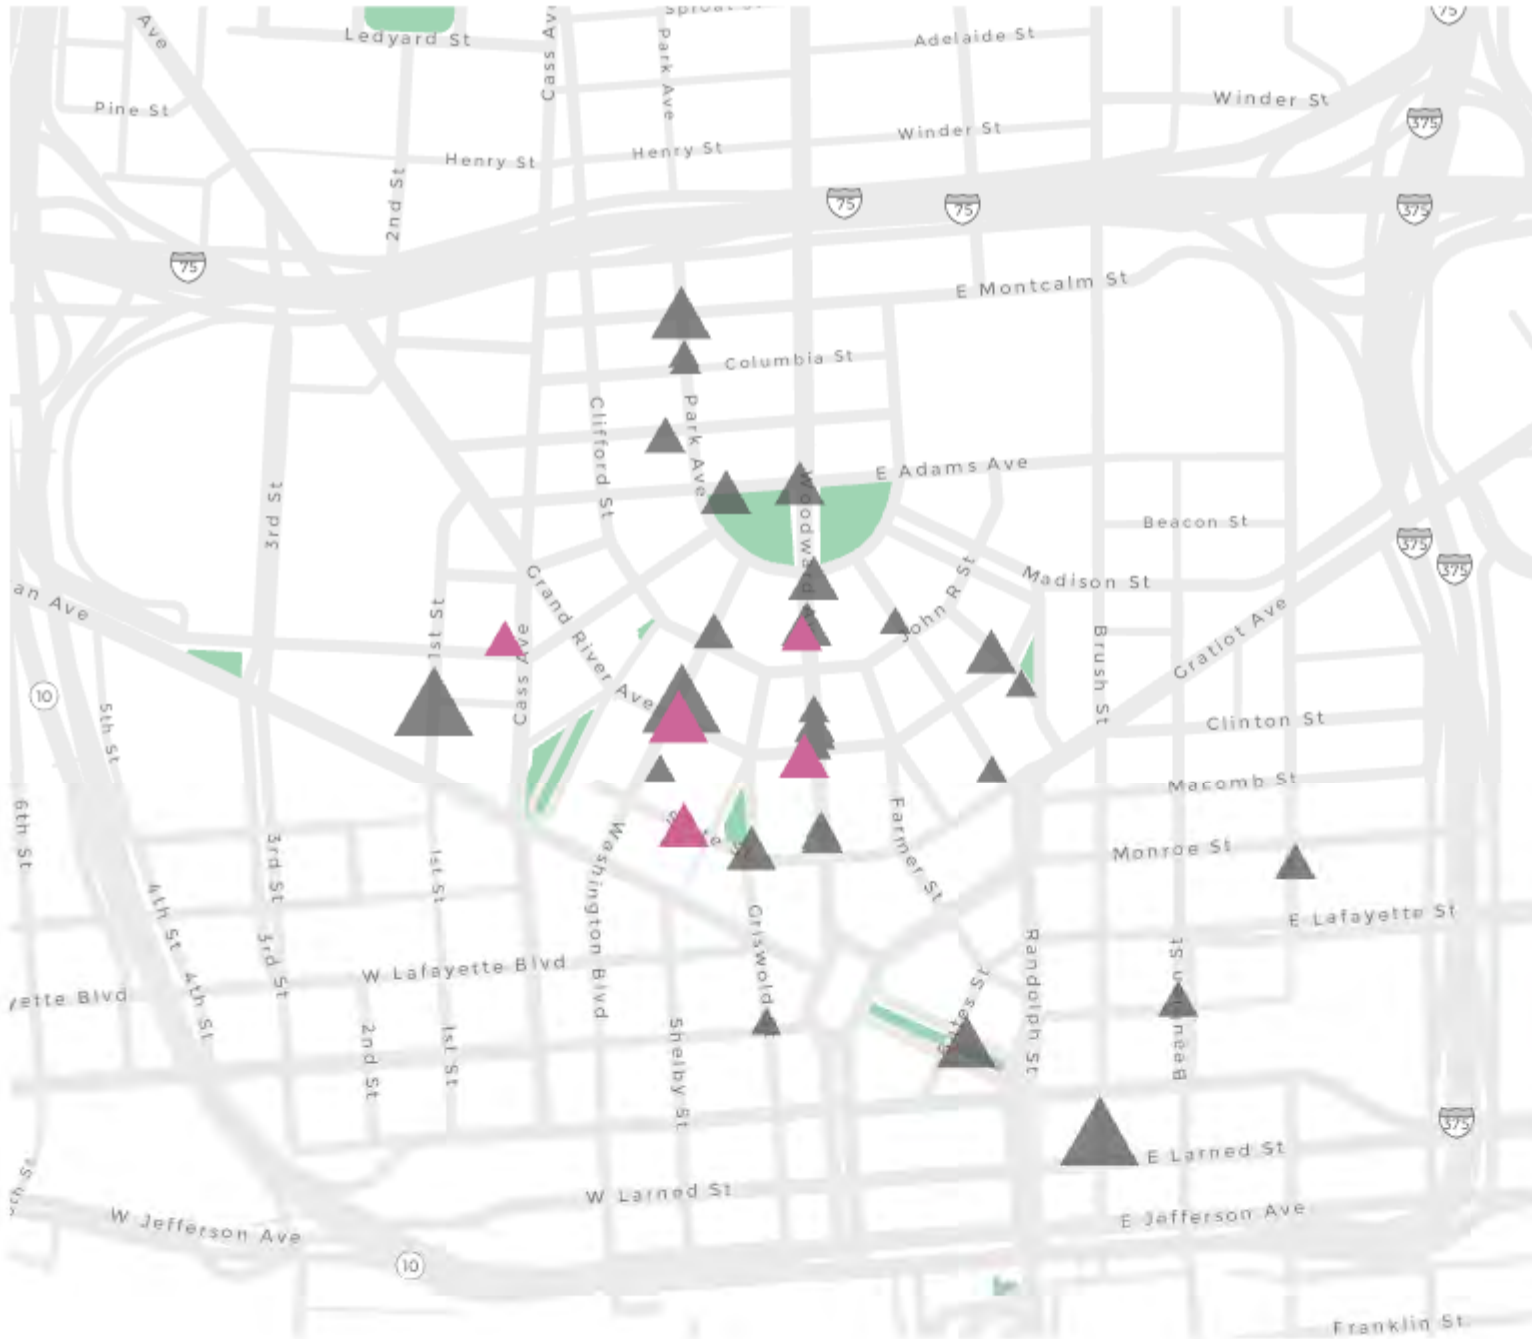 Ave
Ledyard St
Cass Av
Park Ave
Adelaide St
75
Pine St
Winder St
375
Winder St
Henry St
Henry St
2nd St
75
75
375
75
E Montcalm St
Columbia St
Clifford St
Park Ave
Woodward
E Adams Ave
3rd St
Beacon St
375
375
an Ave
Grand River Ave
John R St
Madison St
1st St
Cass Ave
Brush St
Gratiot Ave
10
5th St
Clinton St
Macomb St
6th St
3rd St
1st St
Washington Blvd
Farmer St
Monroe St
4th St
3rd St
Griswold
E Lafayette St
W Lafayette Blvd
Randolph St
4th St
yette Blvd
2nd St
1st St
Shelby St
375
W Larned St
E Larned St
W Jefferson Ave
E Jefferson Ave
10
Franklin St